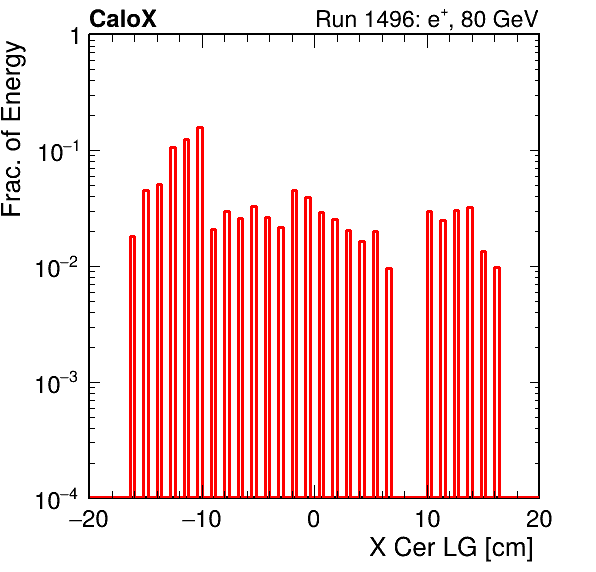 CaloX Run 1496: e⁺, 80 GeV
Frac. of Energy
1
10⁻¹
10⁻²
10⁻³
10⁻⁴
−20 −10 0 10 20
X Cer LG [cm]